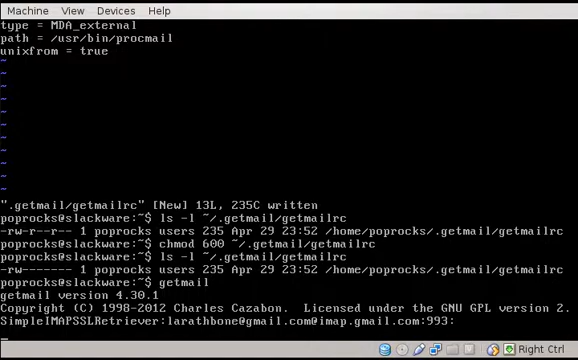 Machine View Devices Help
type = MDA_external
path = /usr/bin/procmail
unixfrom = true
~
~
~
~
~
~
~
~
~
~
~
".getmail/getmailrc" [New] 13L, 235C written
poprocks@slackware:~$ ls -l ~/.getmail/getmailrc
-rw-r--r-- 1 poprocks users 235 Apr 29 23:52 /home/poprocks/.getmail/getmailrc
poprocks@slackware:~$ chmod 600 ~/.getmail/getmailrc
poprocks@slackware:~$ ls -l ~/.getmail/getmailrc
-rw------- 1 poprocks users 235 Apr 29 23:52 /home/poprocks/.getmail/getmailrc
poprocks@slackware:~$ getmail
getmail version 4.30.1
Copyright (C) 1998-2012 Charles Cazabon.  Licensed under the GNU GPL version 2.
SimpleIMAPSSLRetriever:larathbone@gmail.com@imap.gmail.com:993:
Right Ctrl